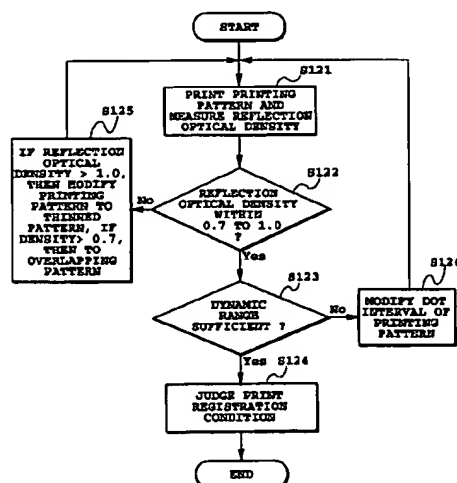 START
S121
PRINT PRINTING
PATTERN AND
MEASURE REFLECTION
OPTICAL DENSITY
S125
IF REFLECTION
OPTICAL
DENSITY > 1.0,
THEN MODIFY
PRINTING
PATTERN TO
THINNED
PATTERN, IF
DENSITY> 0.7,
THEN TO
OVERLAPPING
PATTERN
No
S122
REFLECTION
OPTICAL DENSITY
WITHIN
0.7 TO 1.0
?
Yes
S123
DYNAMIC
RANGE
SUFFICIENT ?
No
S126
MODIFY DOT
INTERVAL OF
PRINTING
PATTERN
Yes
S124
JUDGE PRINT
REGISTRATION
CONDITION
END